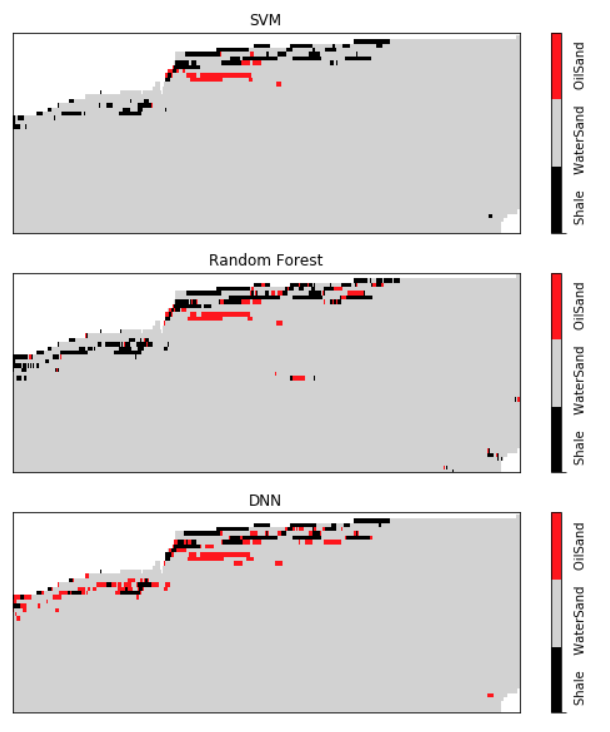 SVM
OilSand
WaterSand
Shale
Random Forest
OilSand
WaterSand
Shale
DNN
OilSand
WaterSand
Shale